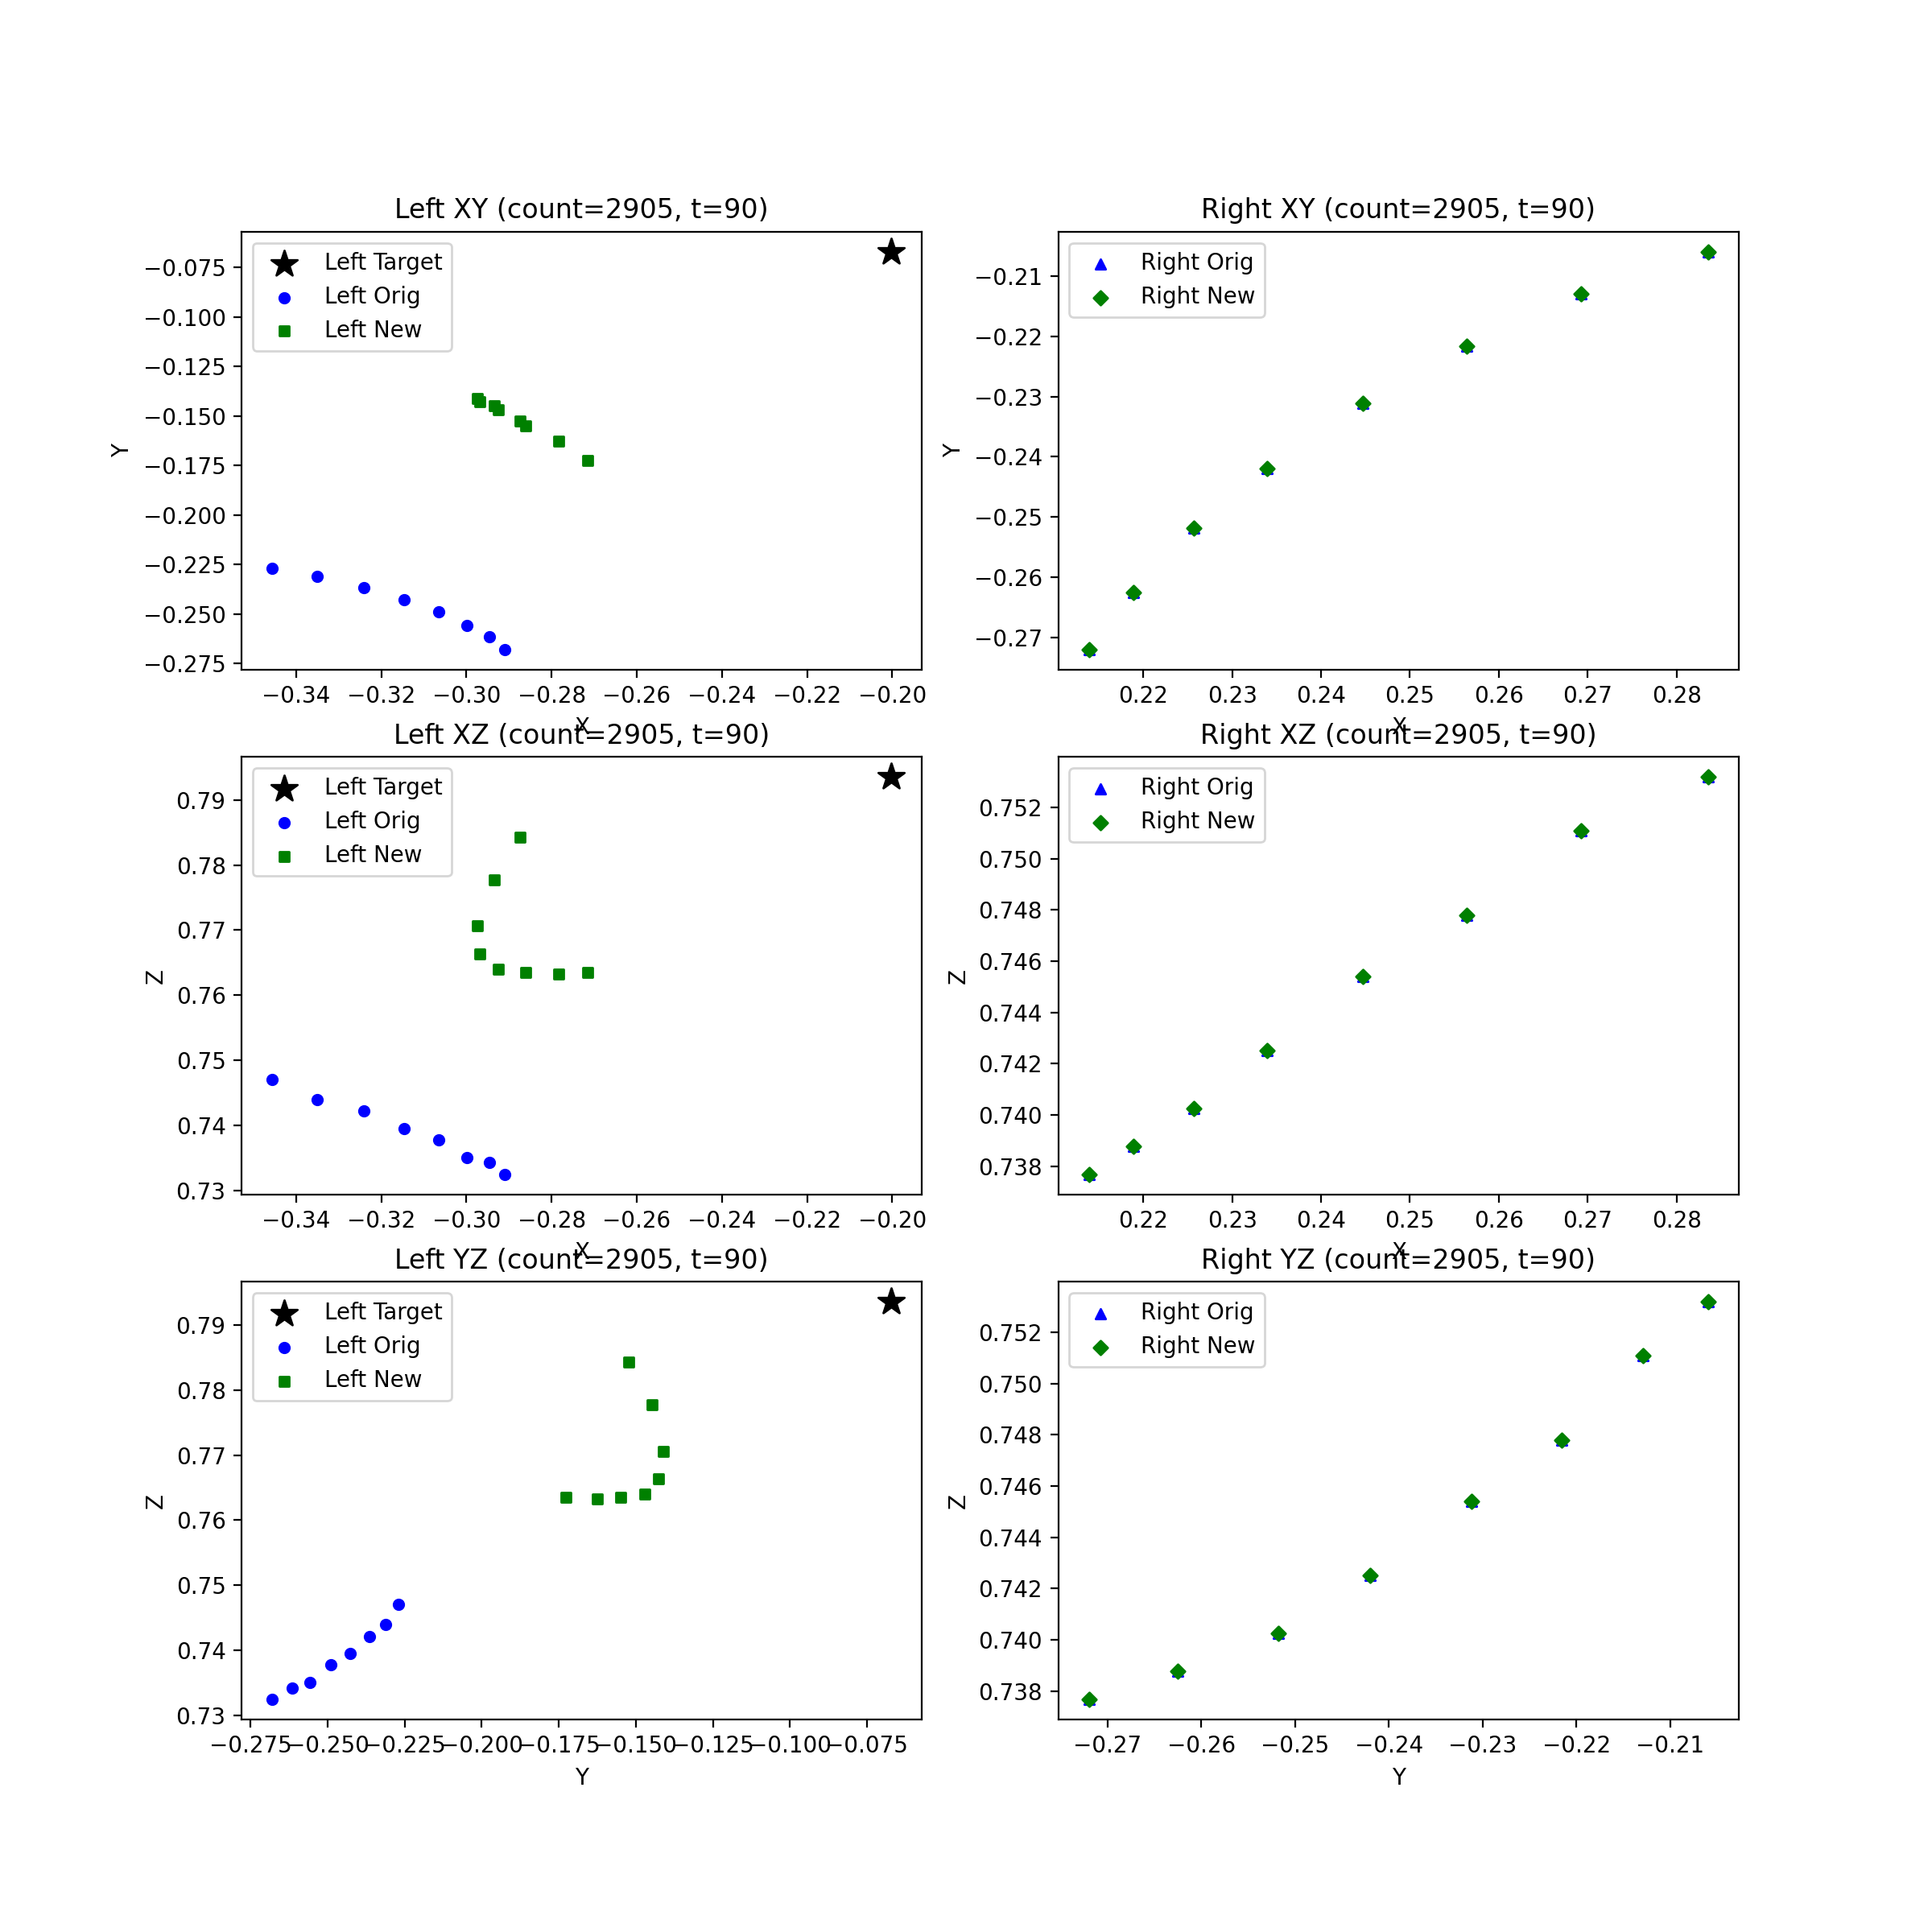 Left XY (count=2905, t=90)
Left Target
Left Orig
Left New
−0.075
−0.100
−0.125
−0.150
−0.175
−0.200
−0.225
−0.250
−0.275
Y
−0.34 −0.32 −0.30 −0.28 −0.26 −0.24 −0.22 −0.20
X
Right XY (count=2905, t=90)
Right Orig
Right New
−0.21
−0.22
−0.23
−0.24
−0.25
−0.26
−0.27
Y
0.22 0.23 0.24 0.25 0.26 0.27 0.28
X
Left XZ (count=2905, t=90)
Left Target
Left Orig
Left New
0.79
0.78
0.77
0.76
0.75
0.74
0.73
Z
−0.34 −0.32 −0.30 −0.28 −0.26 −0.24 −0.22 −0.20
X
Right XZ (count=2905, t=90)
Right Orig
Right New
0.752
0.750
0.748
0.746
0.744
0.742
0.740
0.738
Z
0.22 0.23 0.24 0.25 0.26 0.27 0.28
X
Left YZ (count=2905, t=90)
Left Target
Left Orig
Left New
0.79
0.78
0.77
0.76
0.75
0.74
0.73
Z
−0.275 −0.250 −0.225 −0.200 −0.175 −0.150 −0.125 −0.100 −0.075
Y
Right YZ (count=2905, t=90)
Right Orig
Right New
0.752
0.750
0.748
0.746
0.744
0.742
0.740
0.738
Z
−0.27 −0.26 −0.25 −0.24 −0.23 −0.22 −0.21
Y